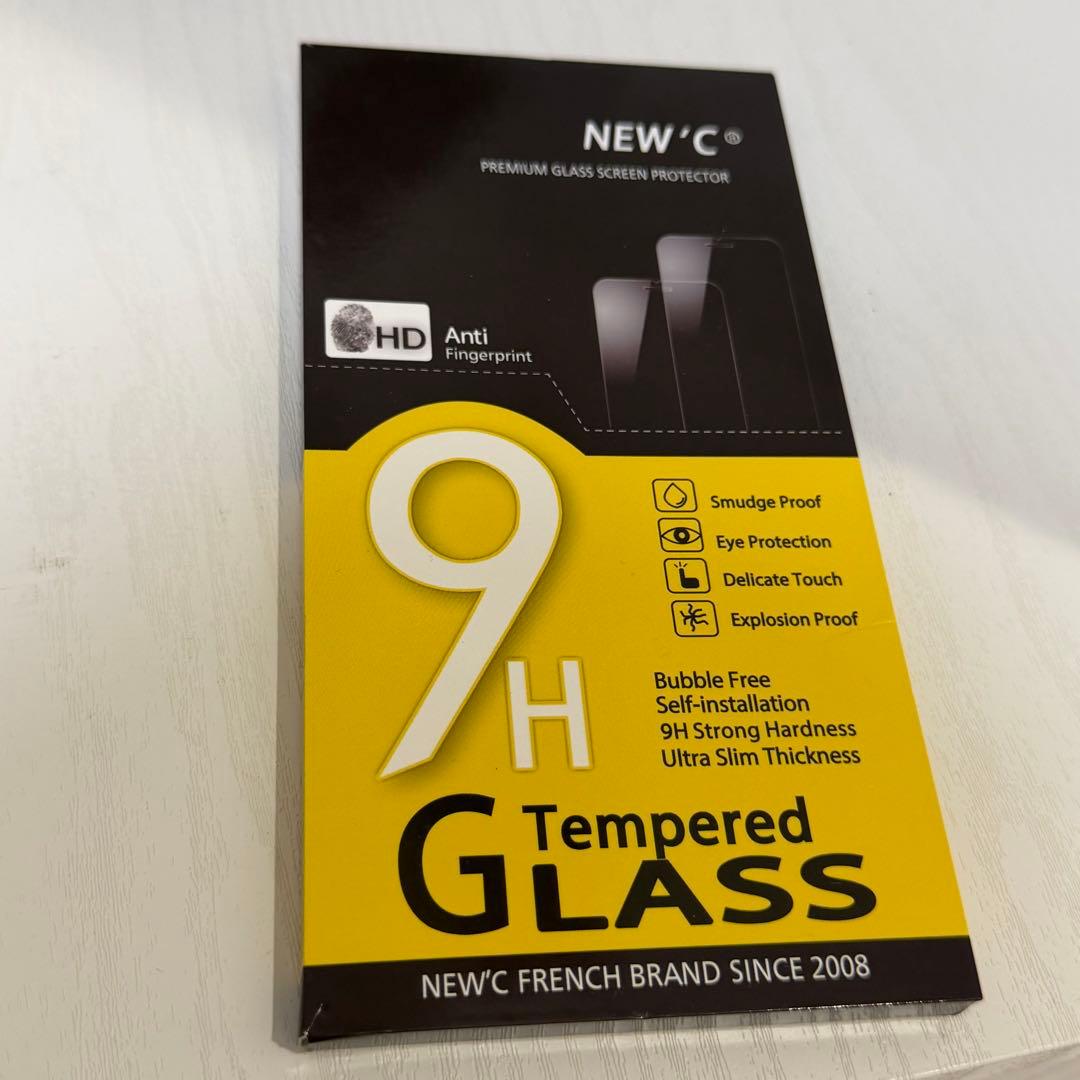 NEW'C®
PREMIUM GLASS SCREEN PROTECTOR
HD
Anti
Fingerprint
9H
Smudge Proof
Eye Protection
Delicate Touch
Explosion Proof
Bubble Free
Self-installation
9H Strong Hardness
Ultra Slim Thickness
Tempered
GLASS
NEW'C FRENCH BRAND SINCE 2008